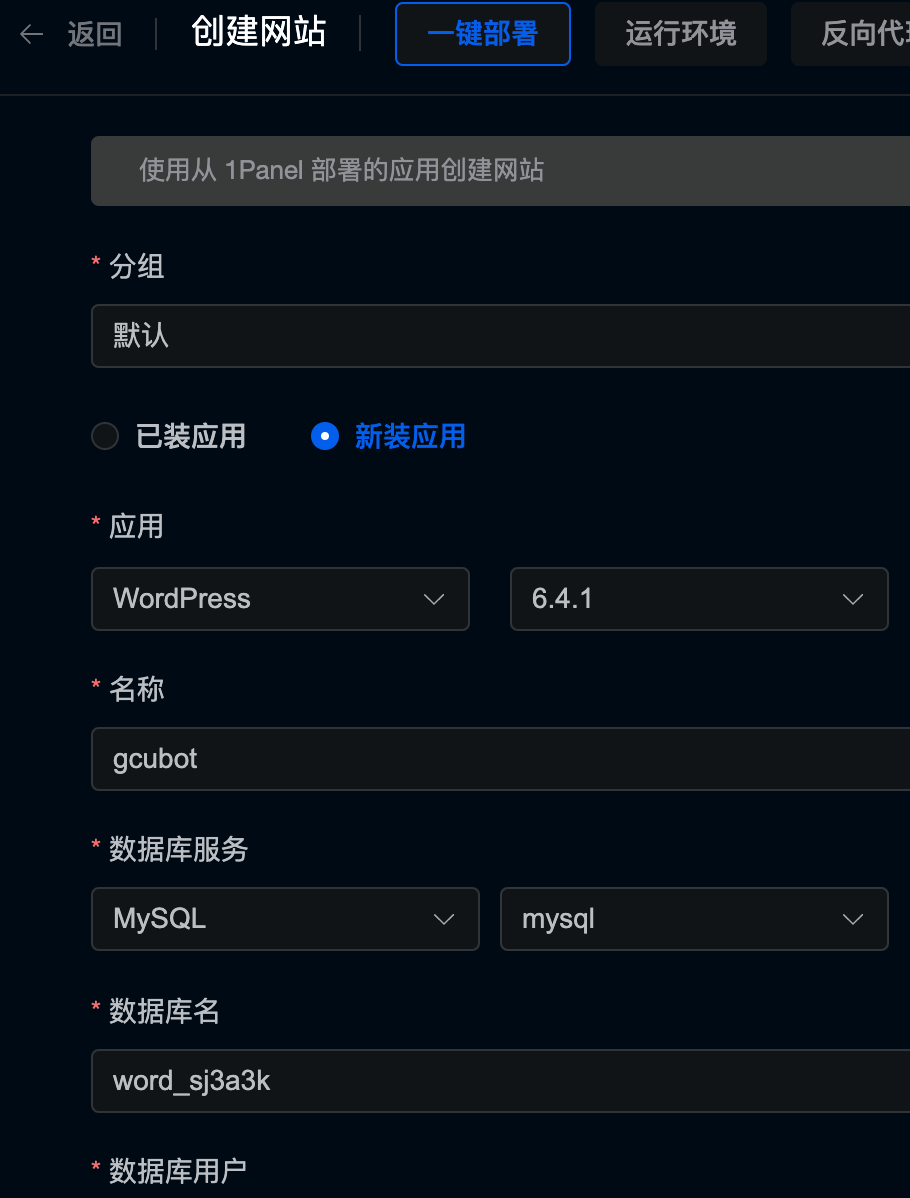 返回 创建网站 一键部署 运行环境 反向代
使用从 1Panel 部署的应用创建网站
* 分组
默认
已装应用 新装应用
* 应用
WordPress 6.4.1
* 名称
gcubot
* 数据库服务
MySQL mysql
* 数据库名
word_sj3a3k
* 数据库用户